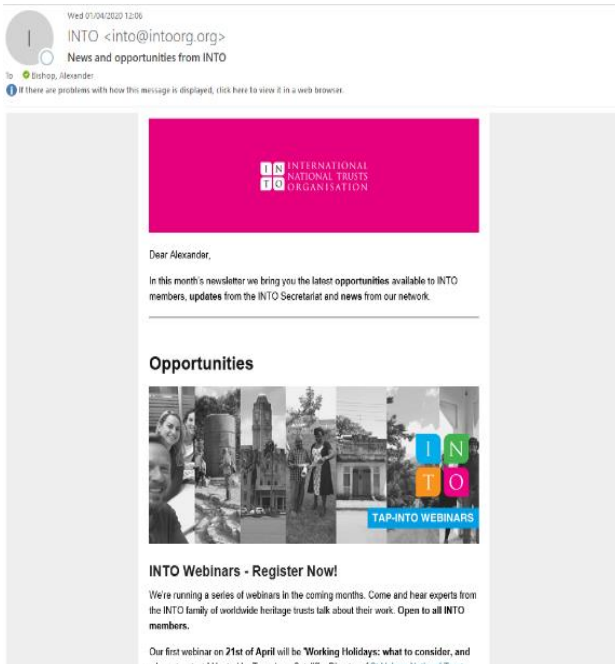 Wed 01/04/2020 12:06
I
INTO <into@intoorg.org>
News and opportunities from INTO
To Bishop, Alexander
If there are problems with how this message is displayed, click here to view it in a web browser.
I N
T O
INTERNATIONAL
NATIONAL TRUSTS
ORGANISATION
Dear Alexander,
In this month's newsletter we bring you the latest opportunities available to INTO
members, updates from the INTO Secretariat and news from our network.
Opportunities
I N
T O
TAP-INTO WEBINARS
INTO Webinars - Register Now!
We're running a series of webinars in the coming months. Come and hear experts from
the INTO family of worldwide heritage trusts talk about their work. Open to all INTO
members.
Our first webinar on 21st of April will be 'Working Holidays: what to consider, and